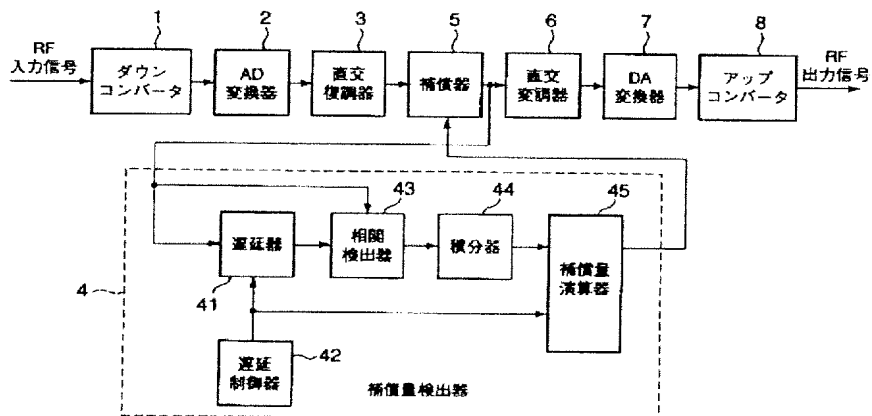 1
2
3
5
6
7
8
RF
入力信号
ダウン
コンバータ
AD
変換器
直交
復調器
補償器
直交
変調器
DA
変換器
アップ
コンバータ
RF
出力信号
43
44
45
遅延器
相関
検出器
積分器
補償量
演算器
4
41
42
遅延
制御器
補償量検出器